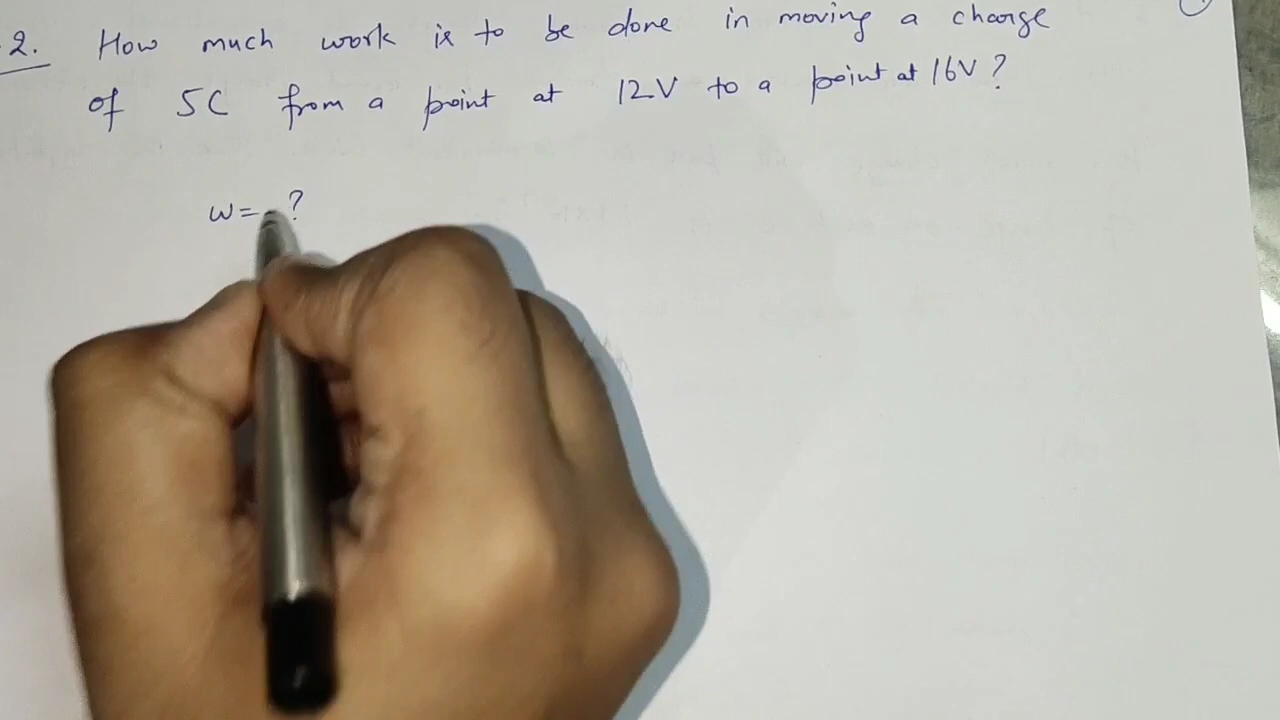 2. How much work is to be done in moving a charge
of 5C from a point at 12V to a point at 16V ?
W = ?